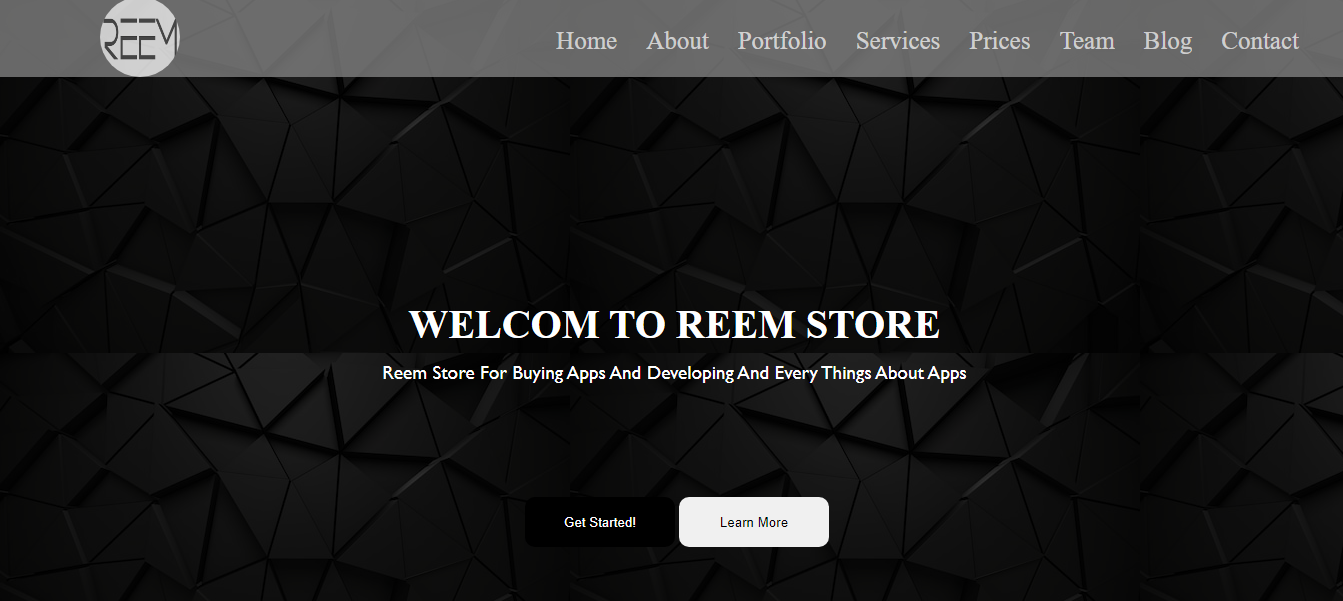 REEM
Home About Portfolio Services Prices Team Blog Contact
WELCOM TO REEM STORE
Reem Store For Buying Apps And Developing And Every Things About Apps
Get Started! Learn More